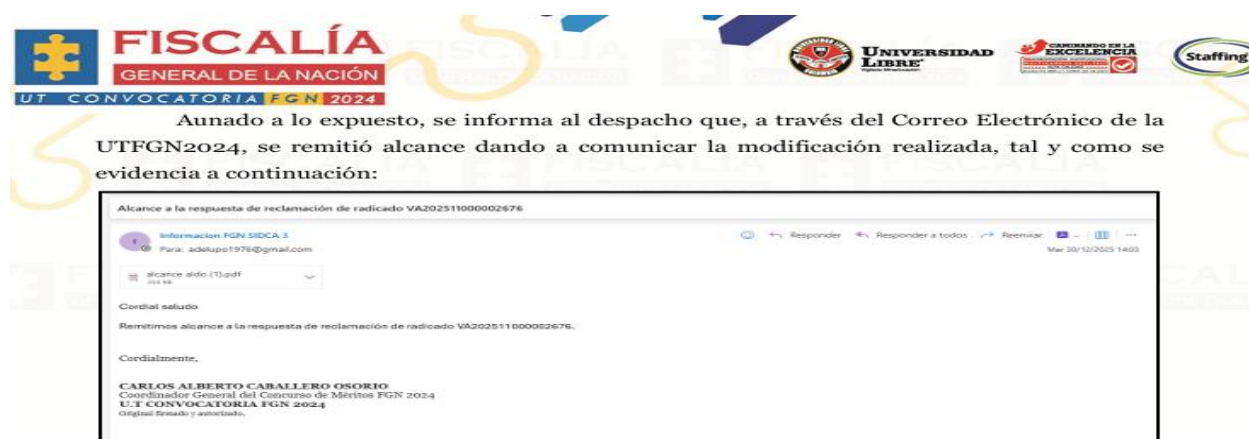 FISCALÍA
GENERAL DE LA NACIÓN
UT CONVOCATORIA FGN 2024
UNIVERSIDAD
LIBRE
CAMINANDO EN LA
EXCELENCIA
Staffing
Aunado a lo expuesto, se informa al despacho que, a través del Correo Electrónico de la
UTFGN2024, se remitió alcance dando a comunicar la modificación realizada, tal y como se
evidencia a continuación:
Alcance a la respuesta de reclamación de radicado VA202511000002676
Informacion FGN SIDCA 3
Para: adelupo1976@gmail.com
Responder
Responder a todos
Reenviar
Mar 30/12/2025 14:03
alcance aldo (1).pdf
Cordial saludo
Remitimos alcance a la respuesta de reclamación de radicado VA202511000002676.
Cordialmente,
CARLOS ALBERTO CABALLERO OSORIO
Coordinador General del Concurso de Méritos FGN 2024
U.T CONVOCATORIA FGN 2024
Original firmado y autorizado.